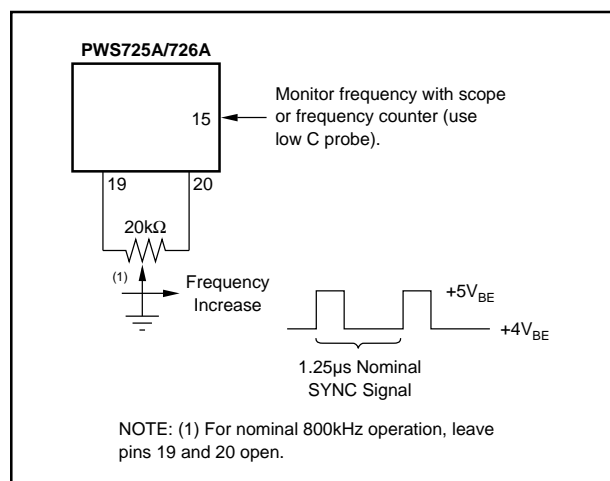 PWS725A/726A
15
Monitor frequency with scope
or frequency counter (use
low C probe).
19
20
20kΩ
(1)
Frequency
Increase
+5VBE
+4VBE
1.25µs Nominal
SYNC Signal
NOTE: (1) For nominal 800kHz operation, leave
pins 19 and 20 open.